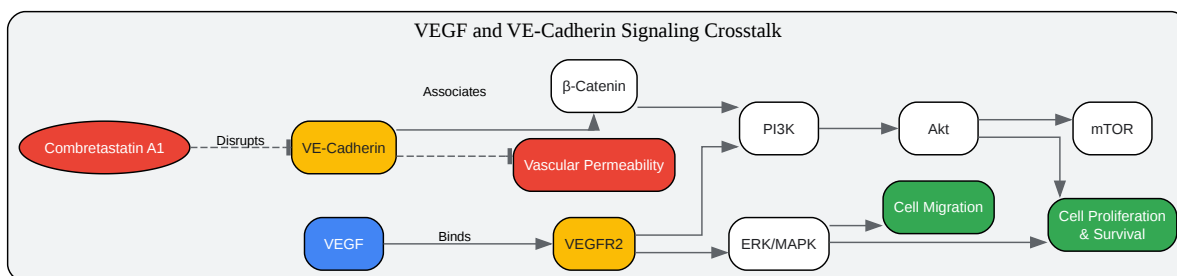 VEGF and VE-Cadherin Signaling Crosstalk
β-Catenin
Associates
Combretastatin A1
Disrupts
VE-Cadherin
Vascular Permeability
PI3K
Akt
mTOR
VEGF
Binds
VEGFR2
ERK/MAPK
Cell Migration
Cell Proliferation
& Survival